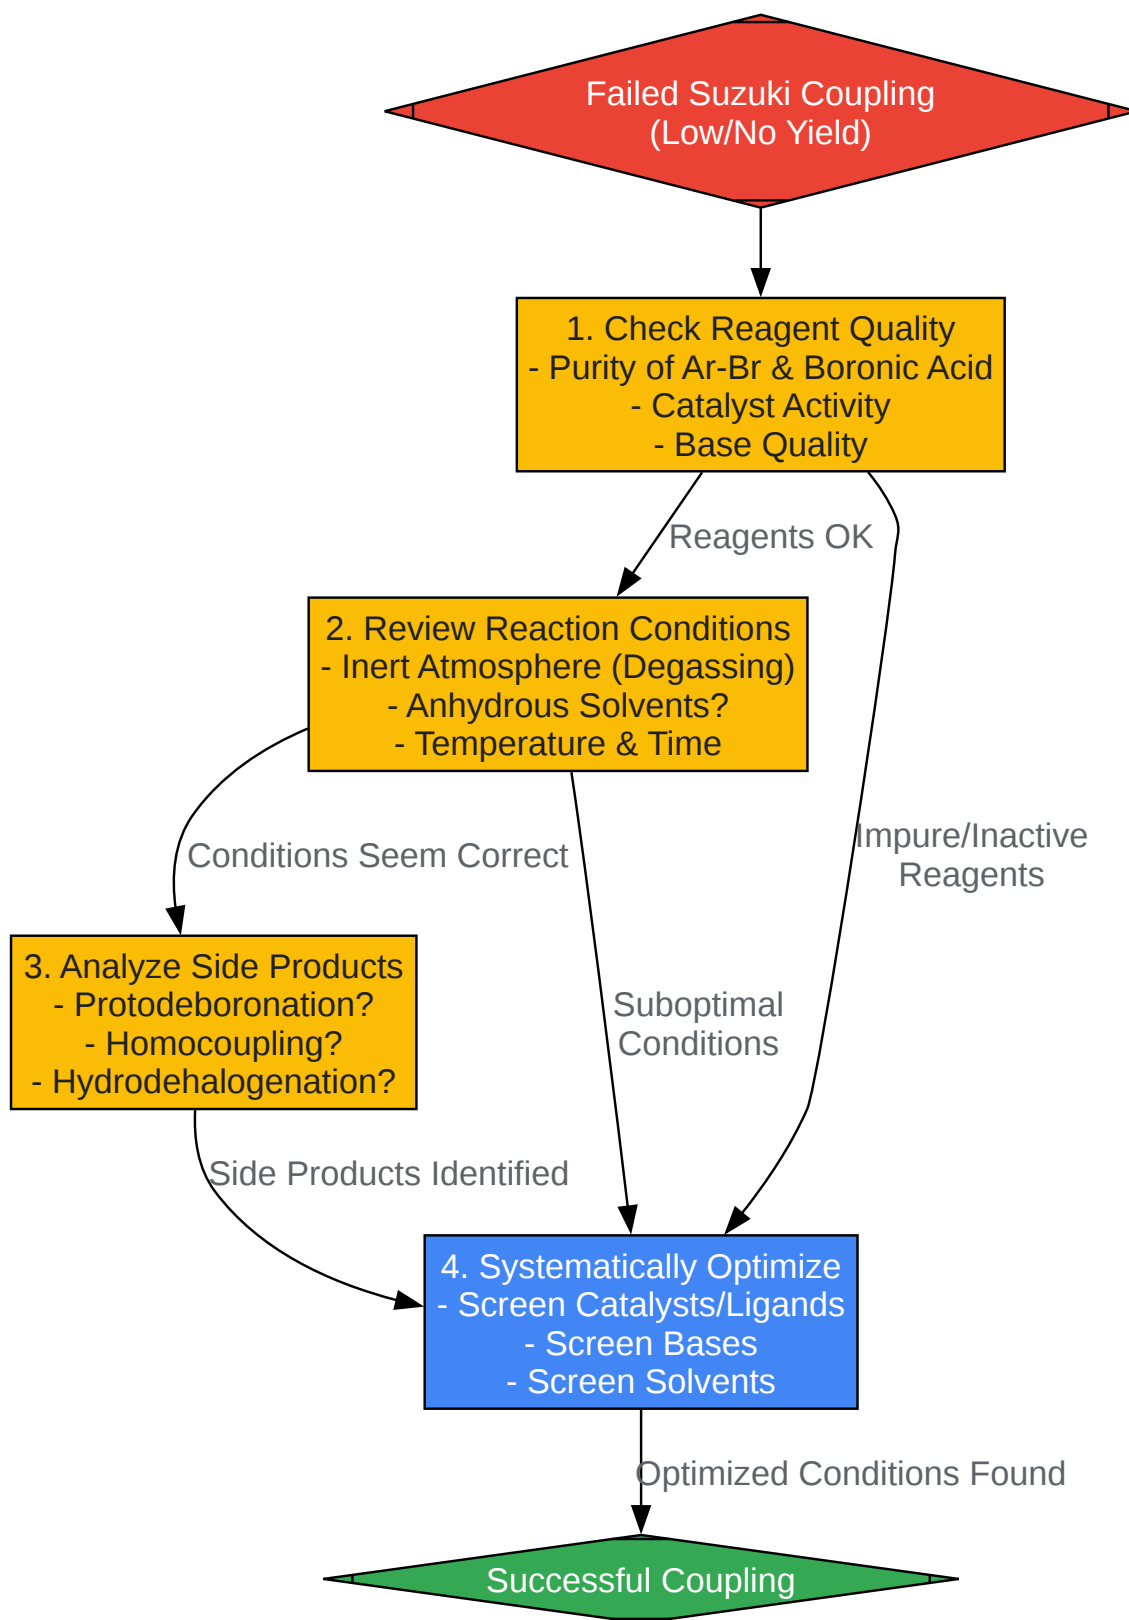 Failed Suzuki Coupling
(Low/No Yield)
1. Check Reagent Quality
- Purity of Ar-Br & Boronic Acid
- Catalyst Activity
- Base Quality
Reagents OK
2. Review Reaction Conditions
- Inert Atmosphere (Degassing)
- Anhydrous Solvents?
- Temperature & Time
Impure/Inactive
Reagents
Conditions Seem Correct
3. Analyze Side Products
- Protodeboronation?
- Homocoupling?
- Hydrodehalogenation?
Suboptimal
Conditions
Side Products Identified
4. Systematically Optimize
- Screen Catalysts/Ligands
- Screen Bases
- Screen Solvents
Optimized Conditions Found
Successful Coupling